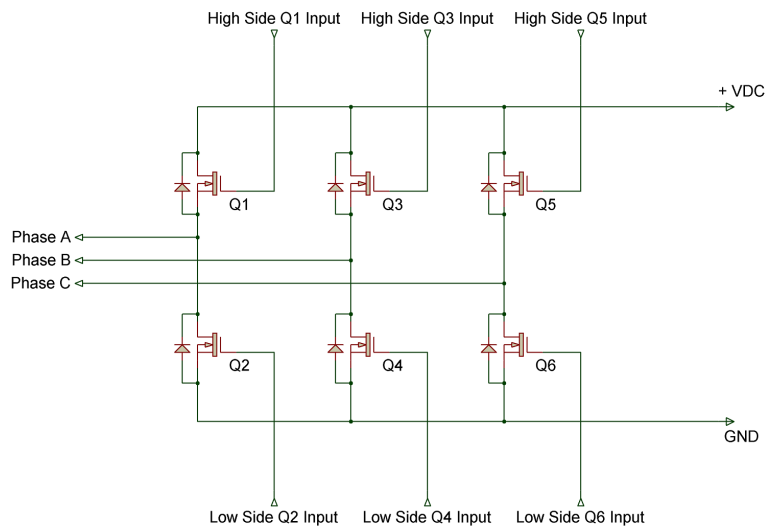 High Side Q1 Input
High Side Q3 Input
High Side Q5 Input
+ VDC
Q1
Q3
Q5
Phase A
Phase B
Phase C
Q2
Q4
Q6
GND
Low Side Q2 Input
Low Side Q4 Input
Low Side Q6 Input